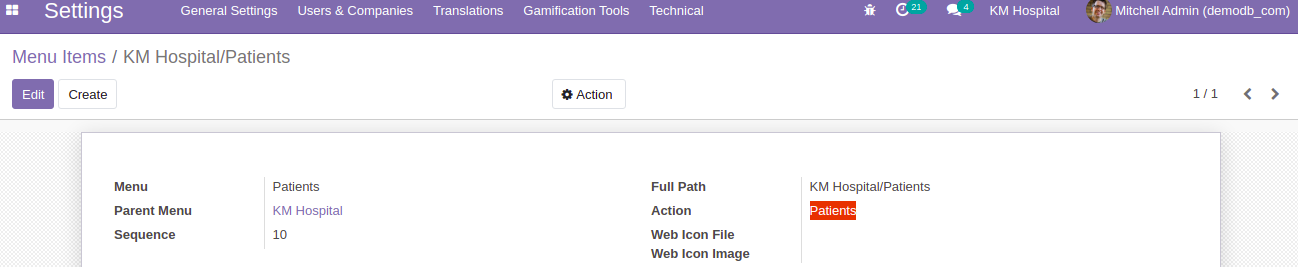 Settings General Settings Users & Companies Translations Gamification Tools Technical 21 4 KM Hospital Mitchell Admin (demodb_com)
Menu Items / KM Hospital/Patients
Edit Create Action 1 / 1
Menu Patients Full Path KM Hospital/Patients
Parent Menu KM Hospital Action Patients
Sequence 10 Web Icon File
Web Icon Image